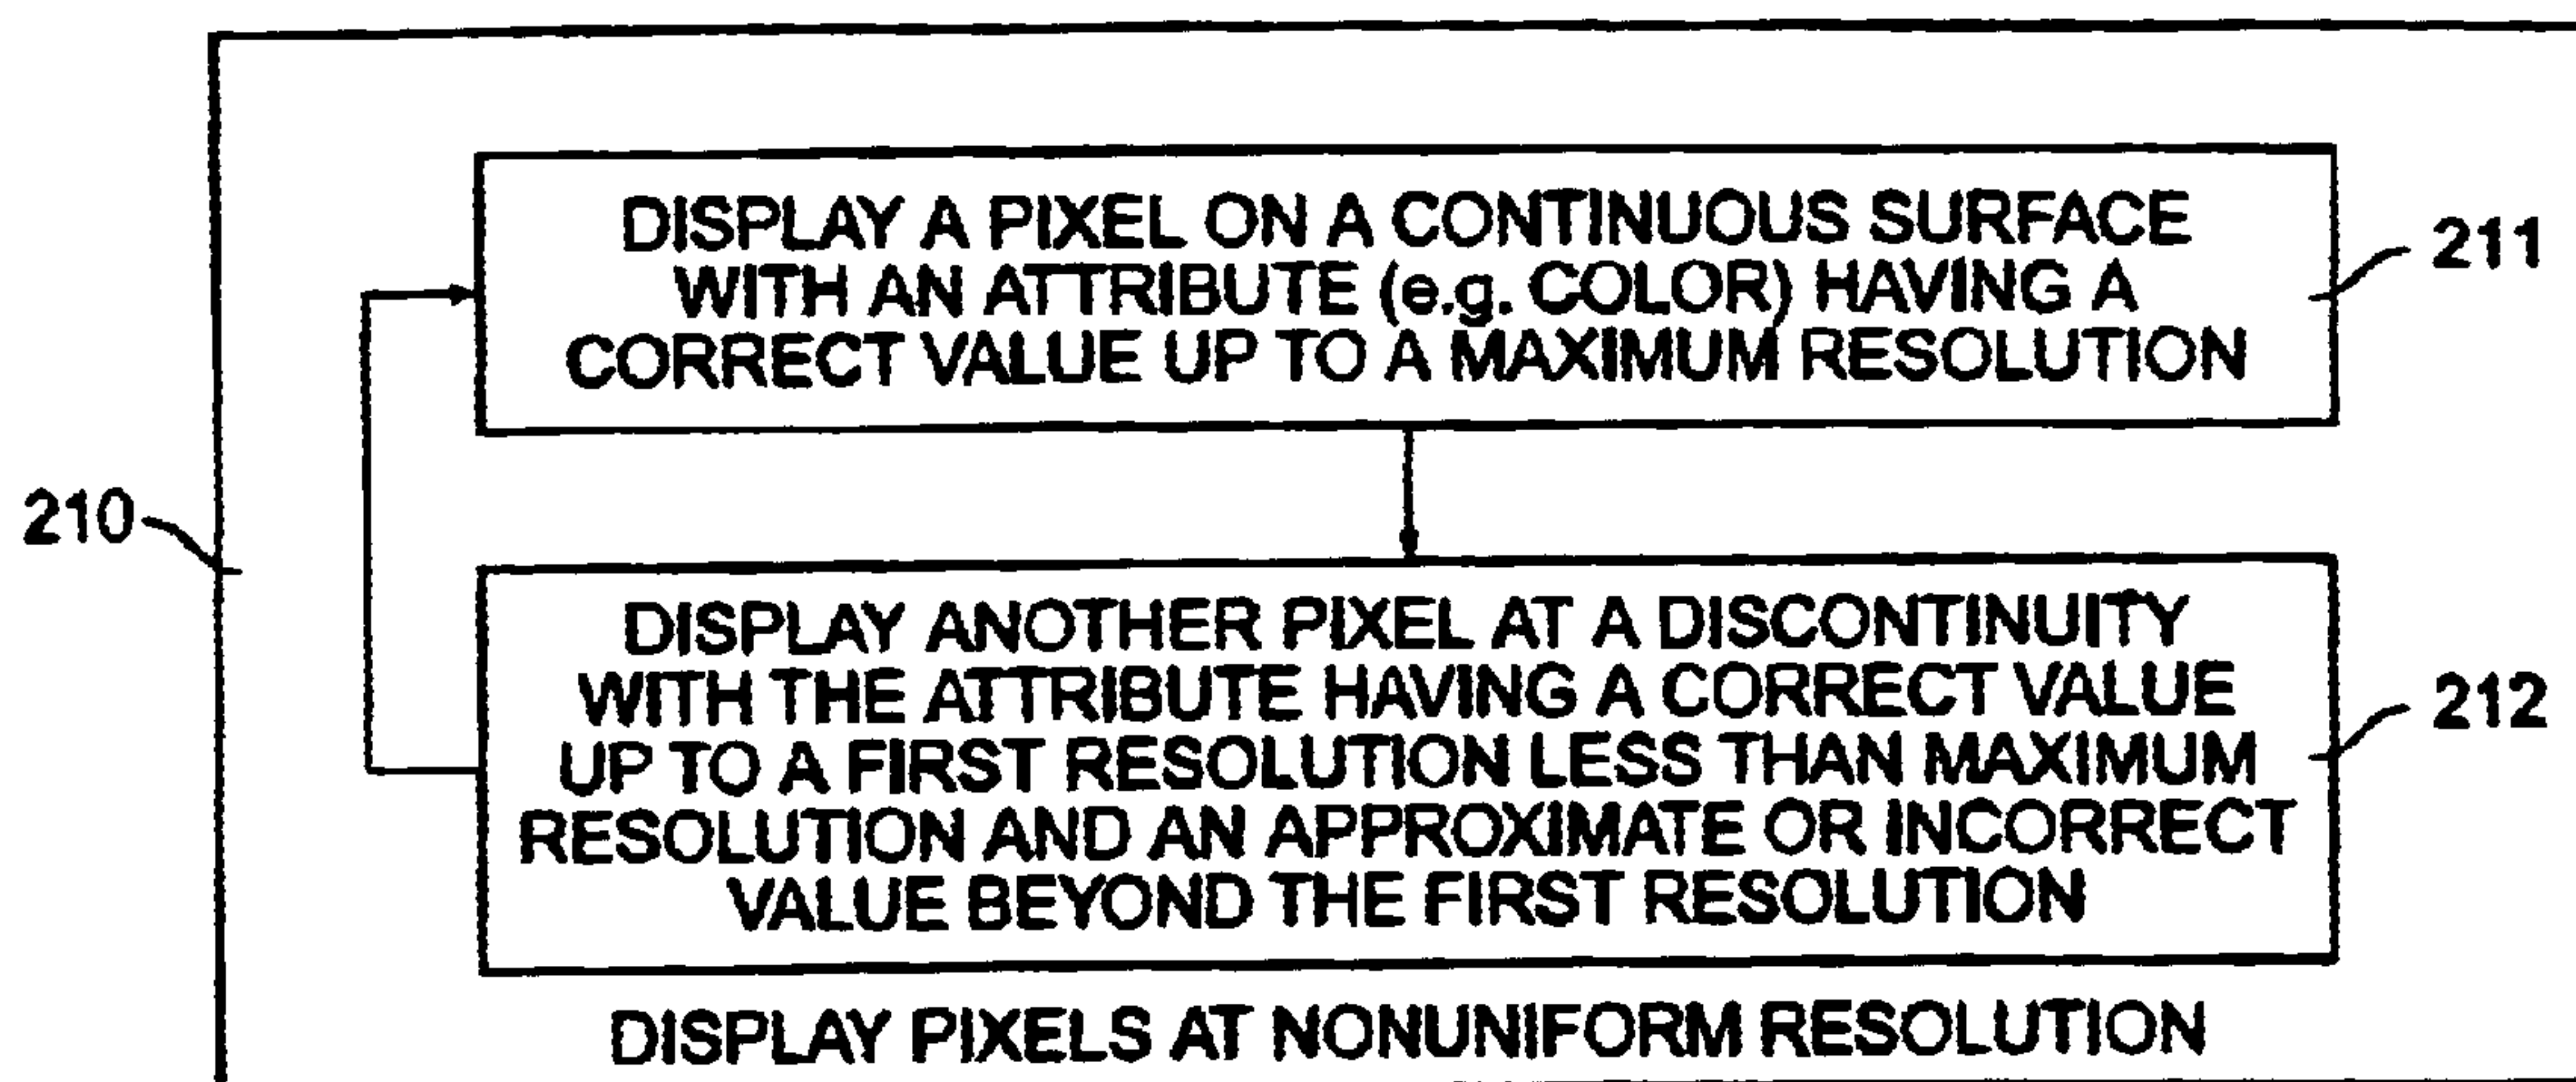 DISPLAY A PIXEL ON A CONTINUOUS SURFACE
WITH AN ATTRIBUTE (e.g. COLOR) HAVING A
CORRECT VALUE UP TO A MAXIMUM RESOLUTION
211
210
DISPLAY ANOTHER PIXEL AT A DISCONTINUITY
WITH THE ATTRIBUTE HAVING A CORRECT VALUE
UP TO A FIRST RESOLUTION LESS THAN MAXIMUM
RESOLUTION AND AN APPROXIMATE OR INCORRECT
VALUE BEYOND THE FIRST RESOLUTION
212
DISPLAY PIXELS AT NONUNIFORM RESOLUTION